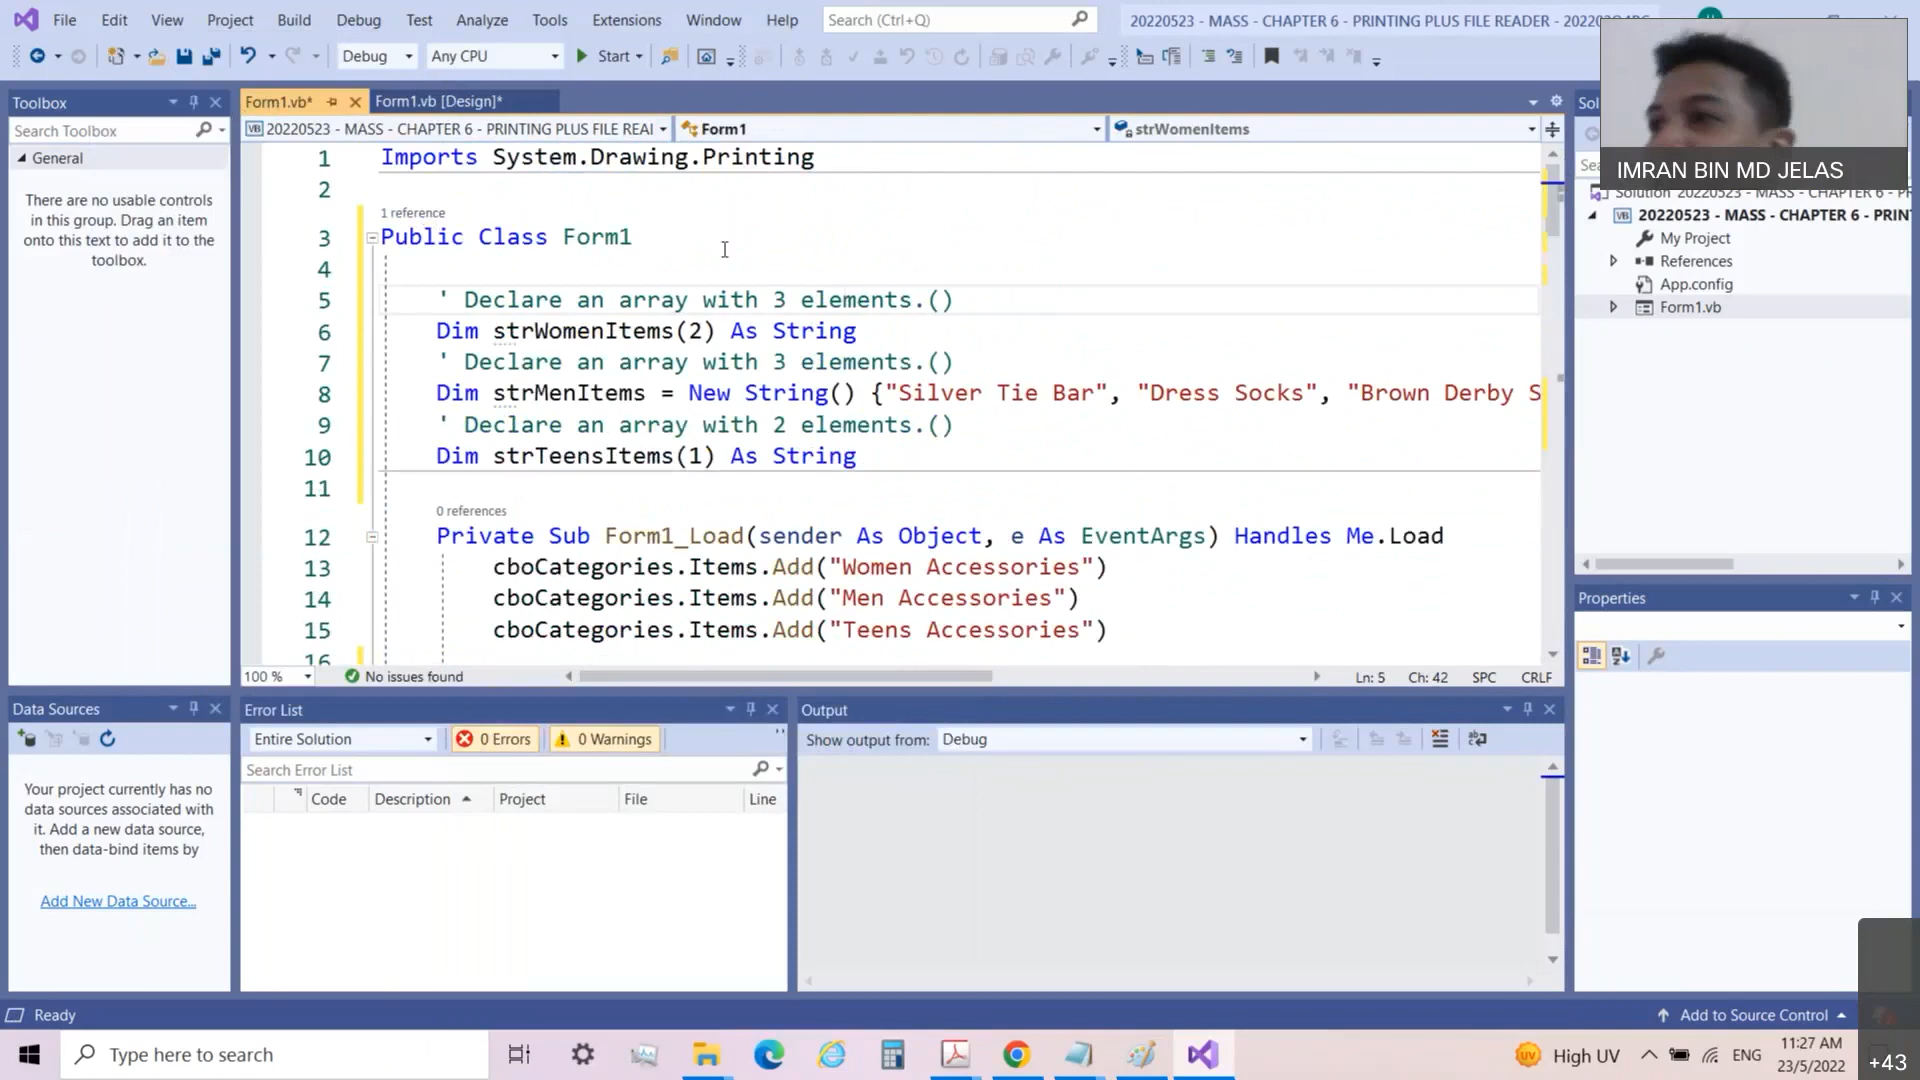 File Edit View Project Build Debug Test Analyze Tools Extensions Window Help Search (Ctrl+Q) 20220523 - MASS - CHAPTER 6 - PRINTING PLUS FILE READER -
Debug Any CPU Start
Toolbox
Search Toolbox
General
There are no usable controls
in this group. Drag an item
onto this text to add it to the
toolbox.
Form1.vb* Form1.vb [Design]*
20220523 - MASS - CHAPTER 6 - PRINTING PLUS FILE REAI Form1 strWomenItems
1 Imports System.Drawing.Printing
2
1 reference
3 Public Class Form1
4
5 ' Declare an array with 3 elements.()
6 Dim strWomenItems(2) As String
7 ' Declare an array with 3 elements.()
8 Dim strMenItems = New String() {"Silver Tie Bar", "Dress Socks", "Brown Derby S
9 ' Declare an array with 2 elements.()
10 Dim strTeensItems(1) As String
11
0 references
12 Private Sub Form1_Load(sender As Object, e As EventArgs) Handles Me.Load
13 cboCategories.Items.Add("Women Accessories")
14 cboCategories.Items.Add("Men Accessories")
15 cboCategories.Items.Add("Teens Accessories")
16
100 % No issues found Ln: 5 Ch: 42 SPC CRLF
IMRAN BIN MD JELAS
Sol
Sea
Solution '20220523 - MASS - CHAPTER 6 - PR
20220523 - MASS - CHAPTER 6 - PRIN
My Project
References
App.config
Form1.vb
Properties
Data Sources
Your project currently has no
data sources associated with
it. Add a new data source,
then data-bind items by
Add New Data Source...
Error List
Entire Solution 0 Errors 0 Warnings
Search Error List
Code Description Project File Line
Output
Show output from: Debug
Ready Add to Source Control
Type here to search
High UV ENG 11:27 AM
23/5/2022
+43